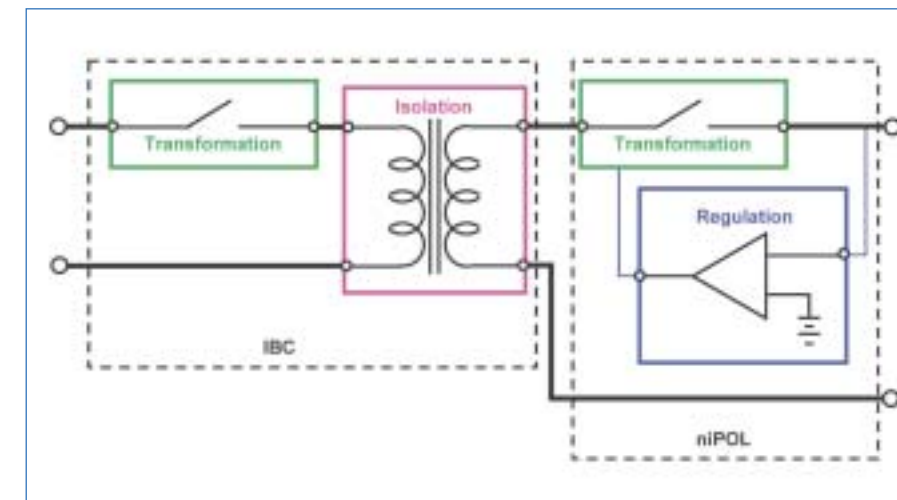 Isolation
Transformation
Transformation
Regulation
IBC
niPOL